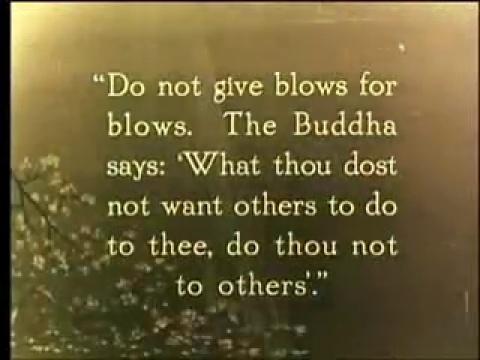 “Do not give blows for
blows. The Buddha
says: ‘What thou dost
not want others to do
to thee, do thou not
to others’.”